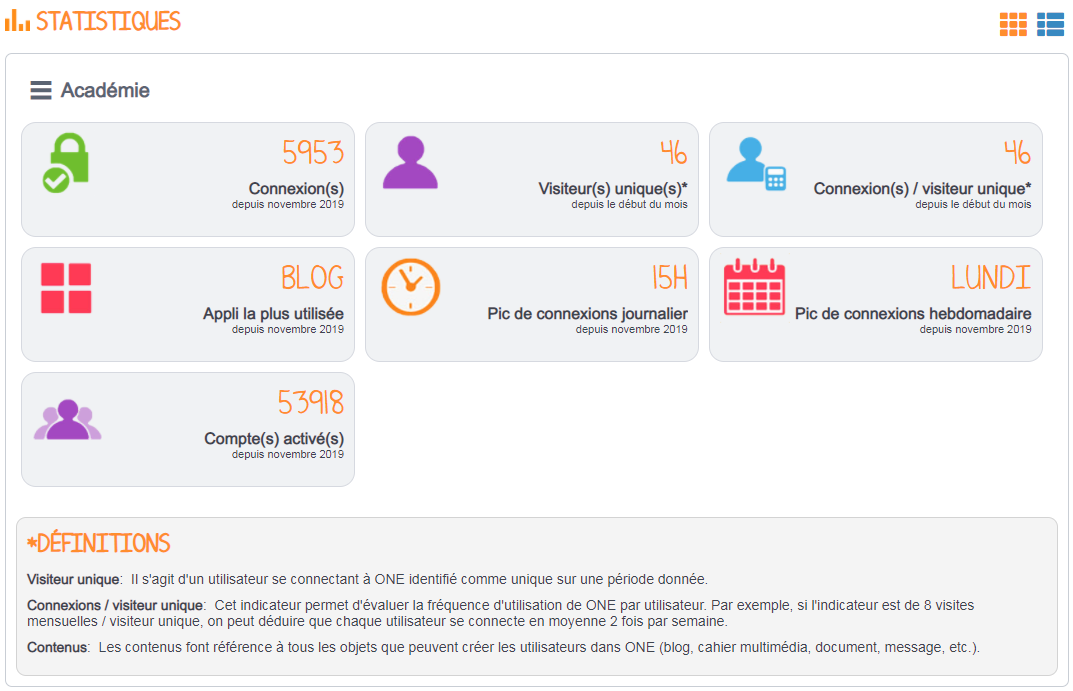 STATISTIQUES
Académie
5953
Connexion(s)
depuis novembre 2019
46
Visiteur(s) unique(s)*
depuis le début du mois
46
Connexion(s) / visiteur unique*
depuis le début du mois
BLOG
Appli la plus utilisée
depuis novembre 2019
15H
Pic de connexions journalier
depuis novembre 2019
LUNDI
Pic de connexions hebdomadaire
depuis novembre 2019
53918
Compte(s) activé(s)
depuis novembre 2019
*DÉFINITIONS
Visiteur unique: Il s'agit d'un utilisateur se connectant à ONE identifié comme unique sur une période donnée.
Connexions / visiteur unique: Cet indicateur permet d'évaluer la fréquence d'utilisation de ONE par utilisateur. Par exemple, si l'indicateur est de 8 visites
mensuelles / visiteur unique, on peut déduire que chaque utilisateur se connecte en moyenne 2 fois par semaine.
Contenus: Les contenus font référence à tous les objets que peuvent créer les utilisateurs dans ONE (blog, cahier multimédia, document, message, etc.).